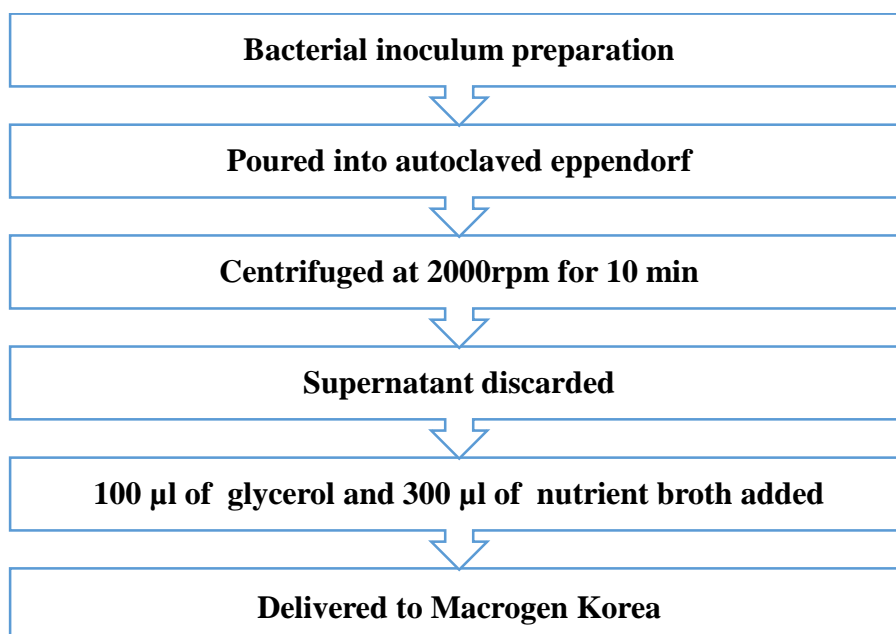 Bacterial inoculum preparation
Poured into autoclaved eppendorf
Centrifuged at 2000rpm for 10 min
Supernatant discarded
100 µl of glycerol and 300 µl of nutrient broth added
Delivered to Macrogen Korea